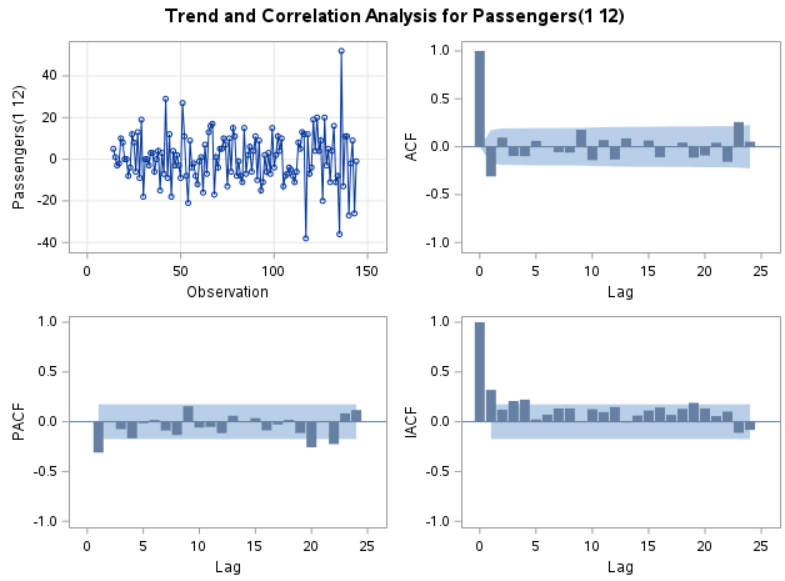 Trend and Correlation Analysis for Passengers(1 12)
Passengers(1 12)
40
20
0
-20
-40
0 50 100 150
Observation
ACF
1.0
0.5
0.0
-0.5
-1.0
0 5 10 15 20 25
Lag
PACF
1.0
0.5
0.0
-0.5
-1.0
0 5 10 15 20 25
Lag
IACF
1.0
0.5
0.0
-0.5
-1.0
0 5 10 15 20 25
Lag